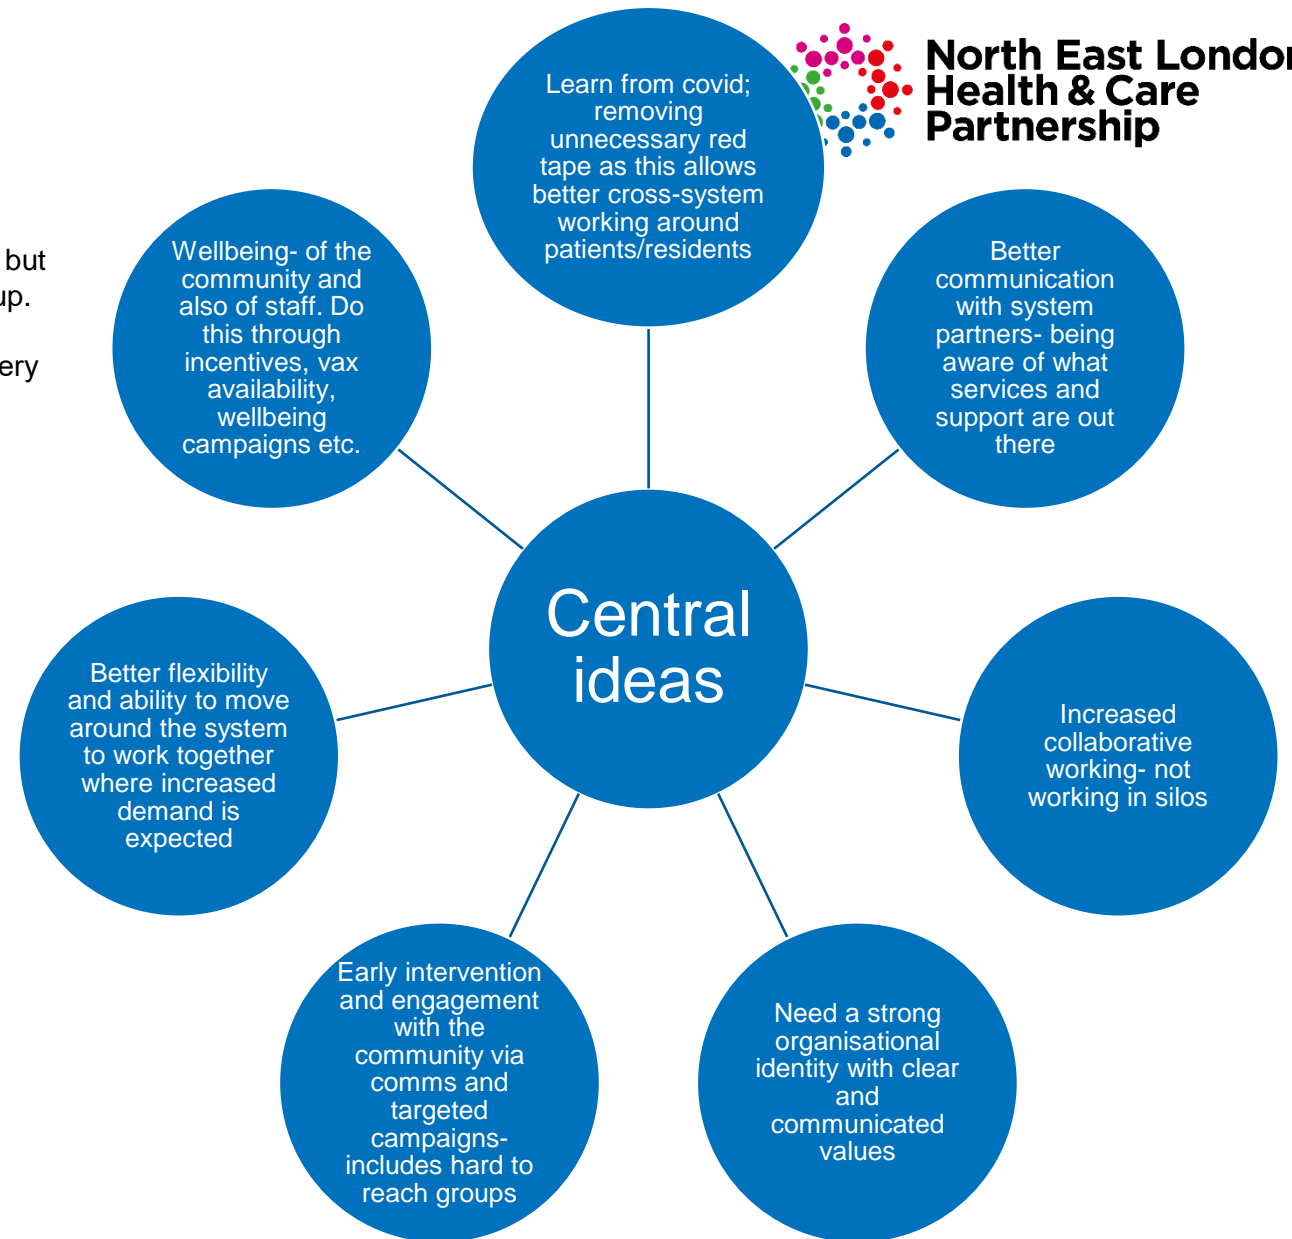 North East London
Health & Care
Partnership
but
up.
ery
Learn from covid;
removing
unnecessary red
tape as this allows
better cross-system
working around
patients/residents
Wellbeing- of the
community and
also of staff. Do
this through
incentives, vax
availability,
wellbeing
campaigns etc.
Better
communication
with system
partners- being
aware of what
services and
support are out
there
Central
ideas
Better flexibility
and ability to move
around the system
to work together
where increased
demand is
expected
Increased
collaborative
working- not
working in silos
Early intervention
and engagement
with the
community via
comms and
targeted
campaigns-
includes hard to
reach groups
Need a strong
organisational
identity with clear
and
communicated
values